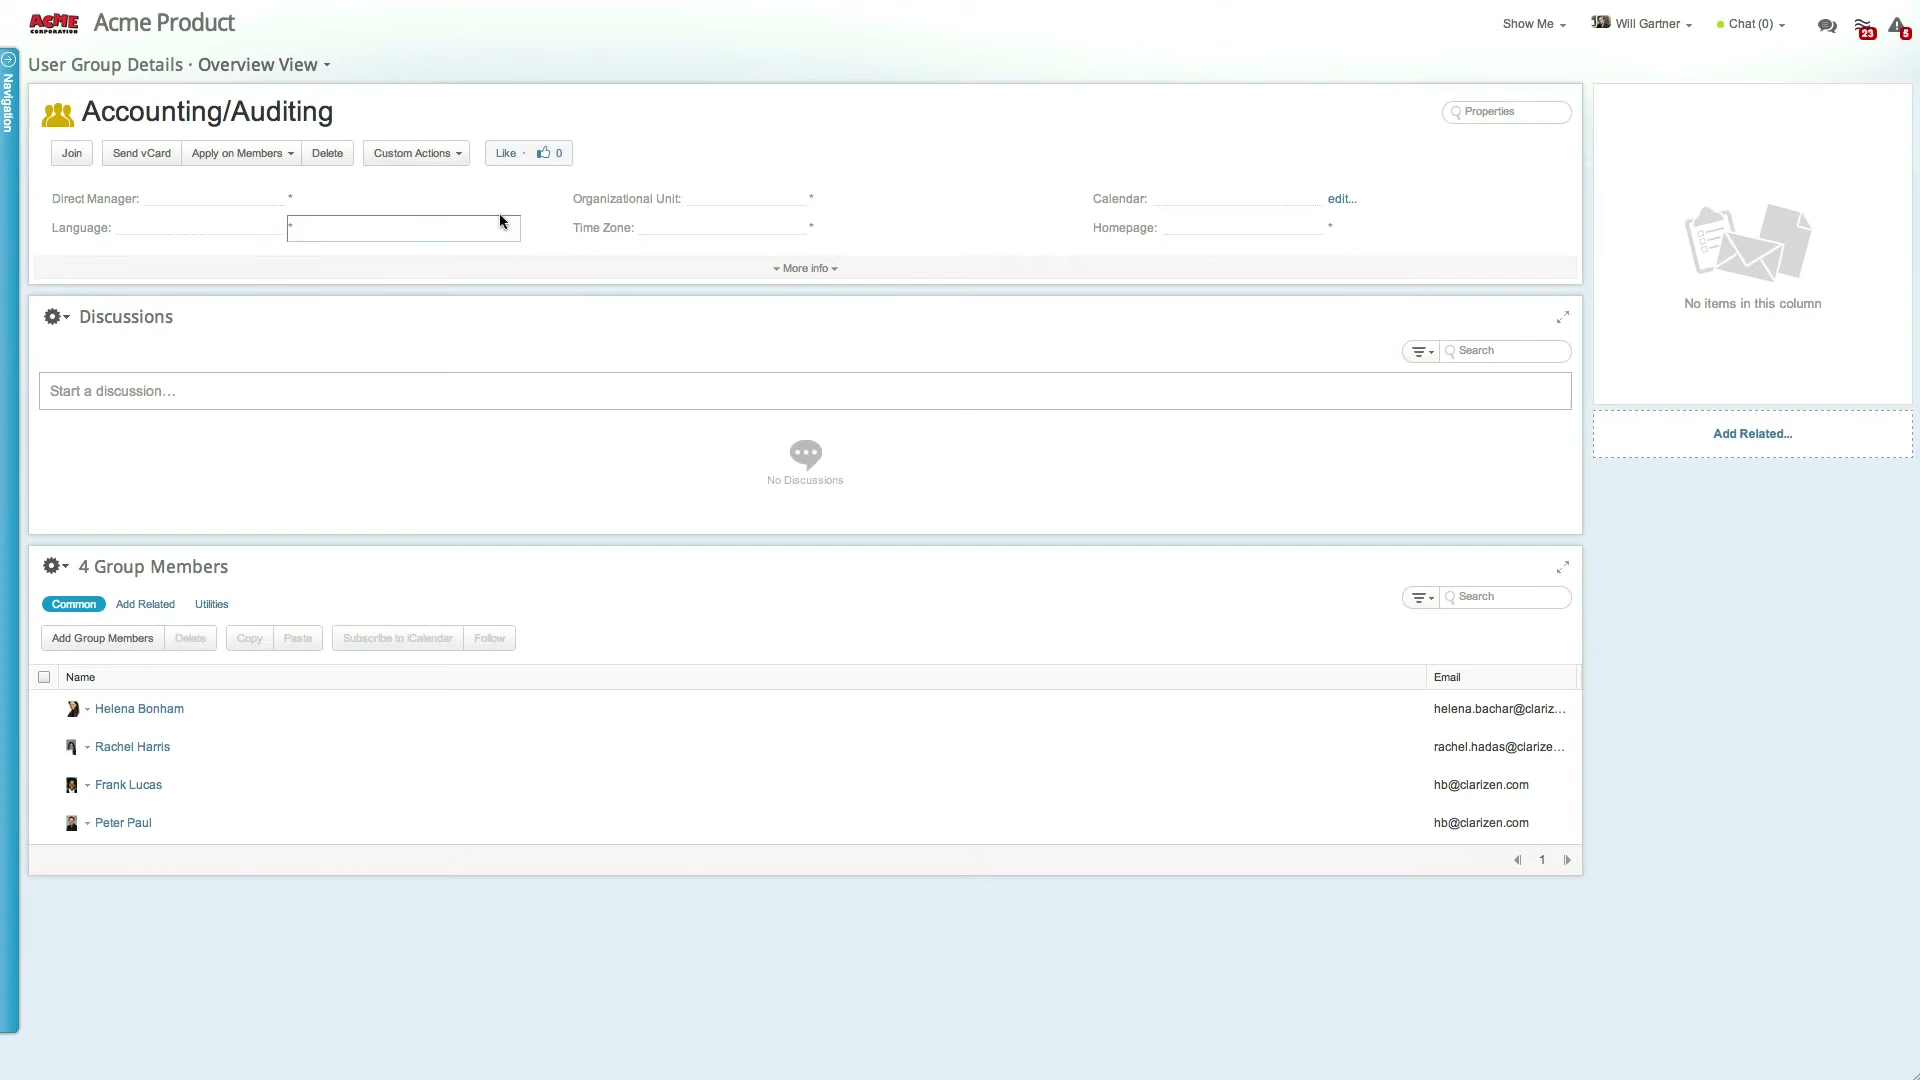 ACME CORPORATION Acme Product
Show Me Will Gartner Chat (0) 23 5
Navigation
User Group Details · Overview View
Accounting/Auditing
Properties
Join Send vCard Apply on Members Delete Custom Actions Like · 0
Direct Manager: * Organizational Unit: * Calendar: edit...
Language: * Time Zone: * Homepage: *
More info
No items in this column
Add Related...
Discussions
Search
Start a discussion...
No Discussions
4 Group Members
Common Add Related Utilities
Search
Add Group Members Delete Copy Paste Subscribe to iCalendar Follow
Name Email
Helena Bonham helena.bachar@clariz...
Rachel Harris rachel.hadas@clarize...
Frank Lucas hb@clarizen.com
Peter Paul hb@clarizen.com
1